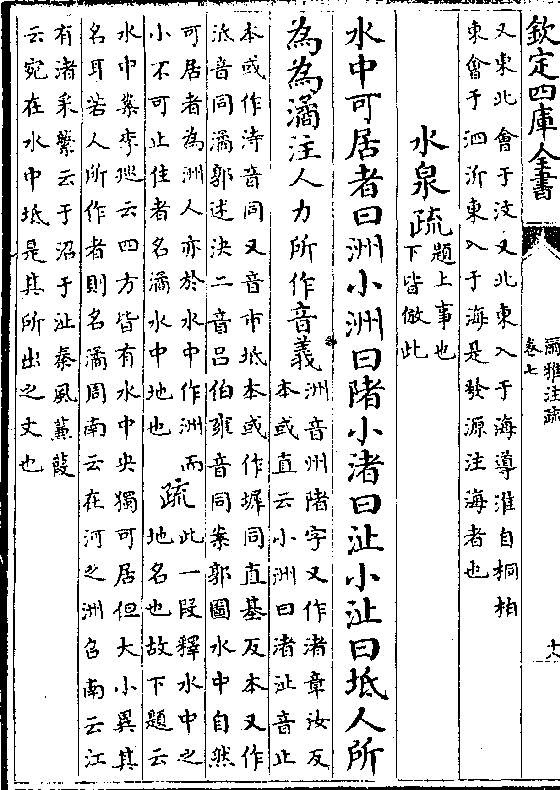 欽定四庫全書
爾雅注疏
卷七
十八
又東北會于汶又北東入于海導淮自桐柏
東會于泗沂東入于海是發源注海者也
水泉疏
題上事也
下皆倣此
水中可居者曰洲小洲曰陼小渚曰沚小沚曰坻人所
為為潏注人力所作音義
洲音州陼字又作渚章汝反
本或直云小洲曰渚沚音止
本或作沶音同又音市坻本或作墀同直基反本又作
泜音同潏郭述決二音吕伯雍音同案郭圖水中自然
可居者為洲人亦於水中作洲而
小不可止住者名潏水中地也
疏
此一段釋水中之
地名也故下題云
水中案李廵云四方皆有水中央獨可居但大小異其
名耳若人所作者則名潏周南云在河之洲召南云江
有渚采蘩云于沼于沚秦風蒹葭
云宛在水中坻是其所出之文也